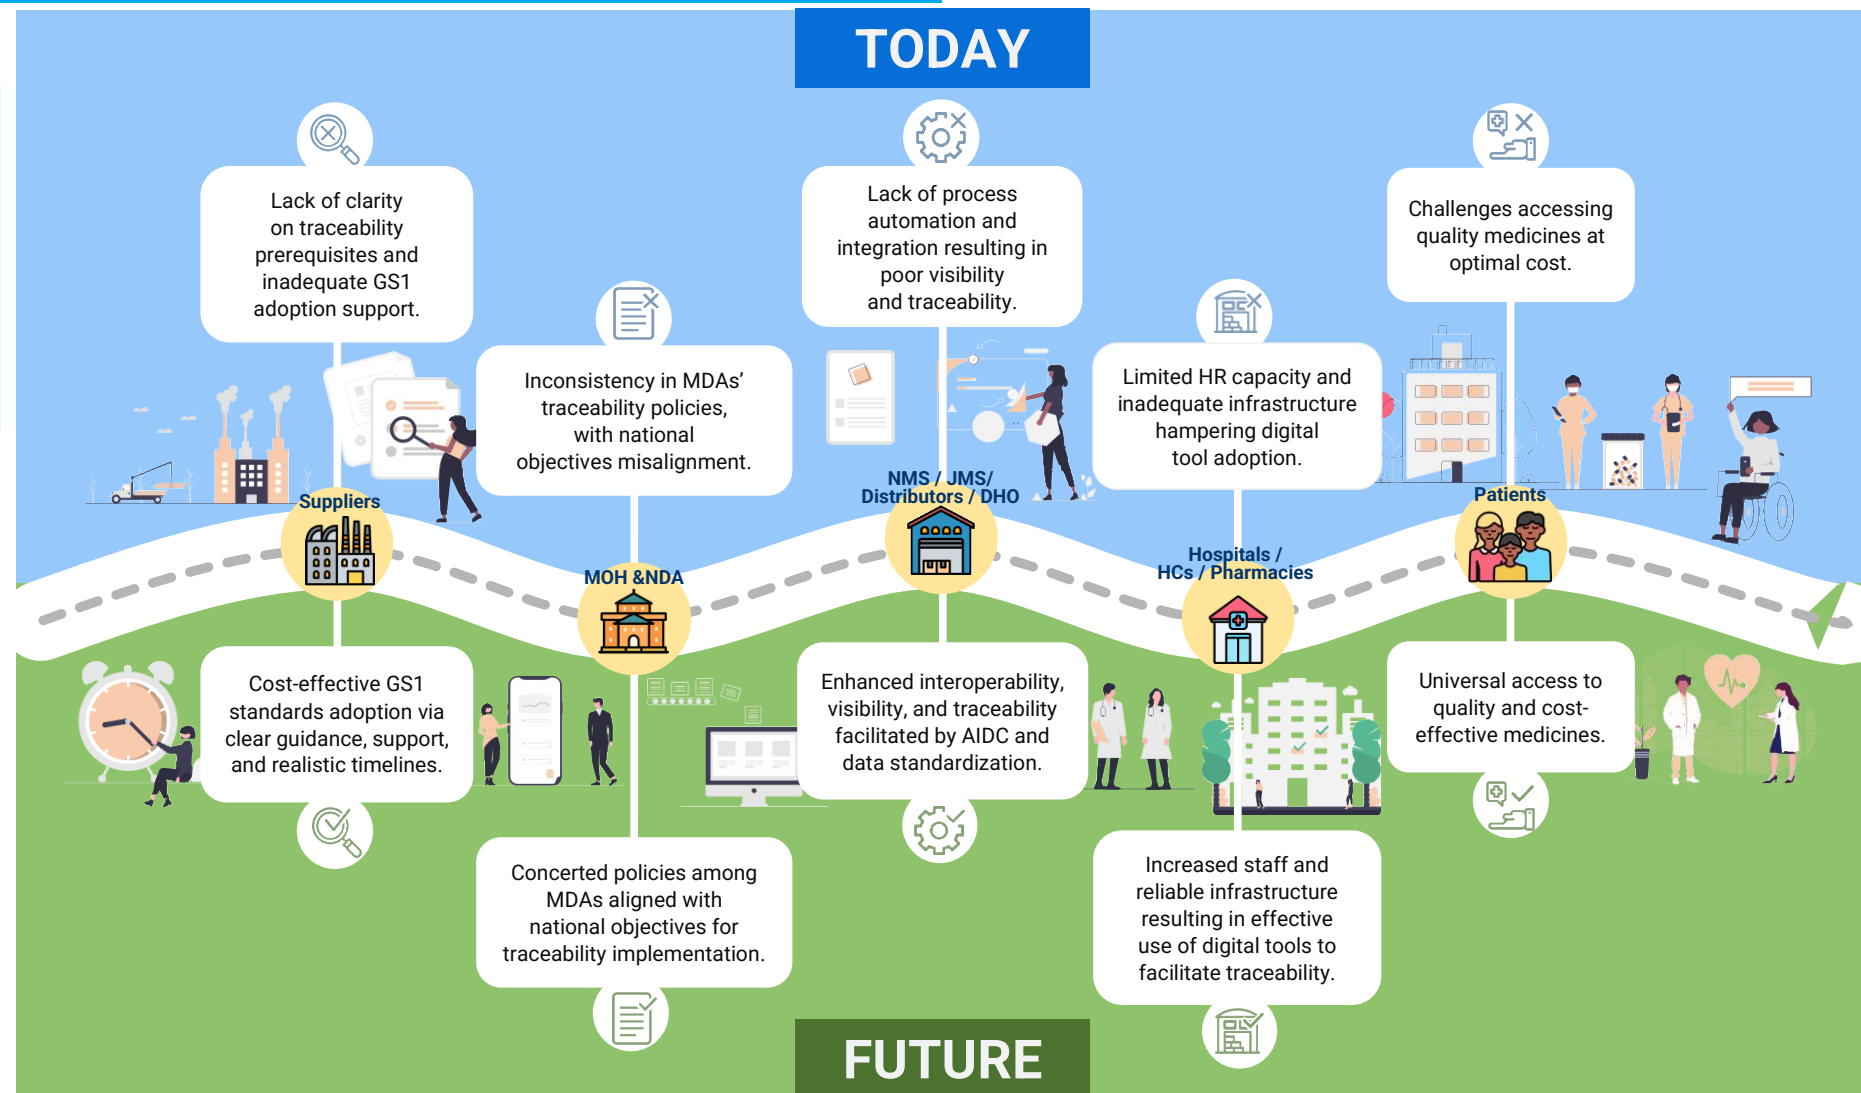 TODAY
Lack of clarity
on traceability
prerequisites and
inadequate GS1
adoption support.
Inconsistency in MDAs’
traceability policies,
with national
objectives misalignment.
Lack of process
automation and
integration resulting in
poor visibility
and traceability.
Limited HR capacity and
inadequate infrastructure
hampering digital
tool adoption.
Challenges accessing
quality medicines at
optimal cost.
Suppliers
MOH &NDA
NMS / JMS/
Distributors / DHO
Hospitals /
HCs / Pharmacies
Patients
Cost-effective GS1
standards adoption via
clear guidance, support,
and realistic timelines.
Concerted policies among
MDAs aligned with
national objectives for
traceability implementation.
Enhanced interoperability,
visibility, and traceability
facilitated by AIDC and
data standardization.
Increased staff and
reliable infrastructure
resulting in effective
use of digital tools to
facilitate traceability.
Universal access to
quality and cost-
effective medicines.
FUTURE